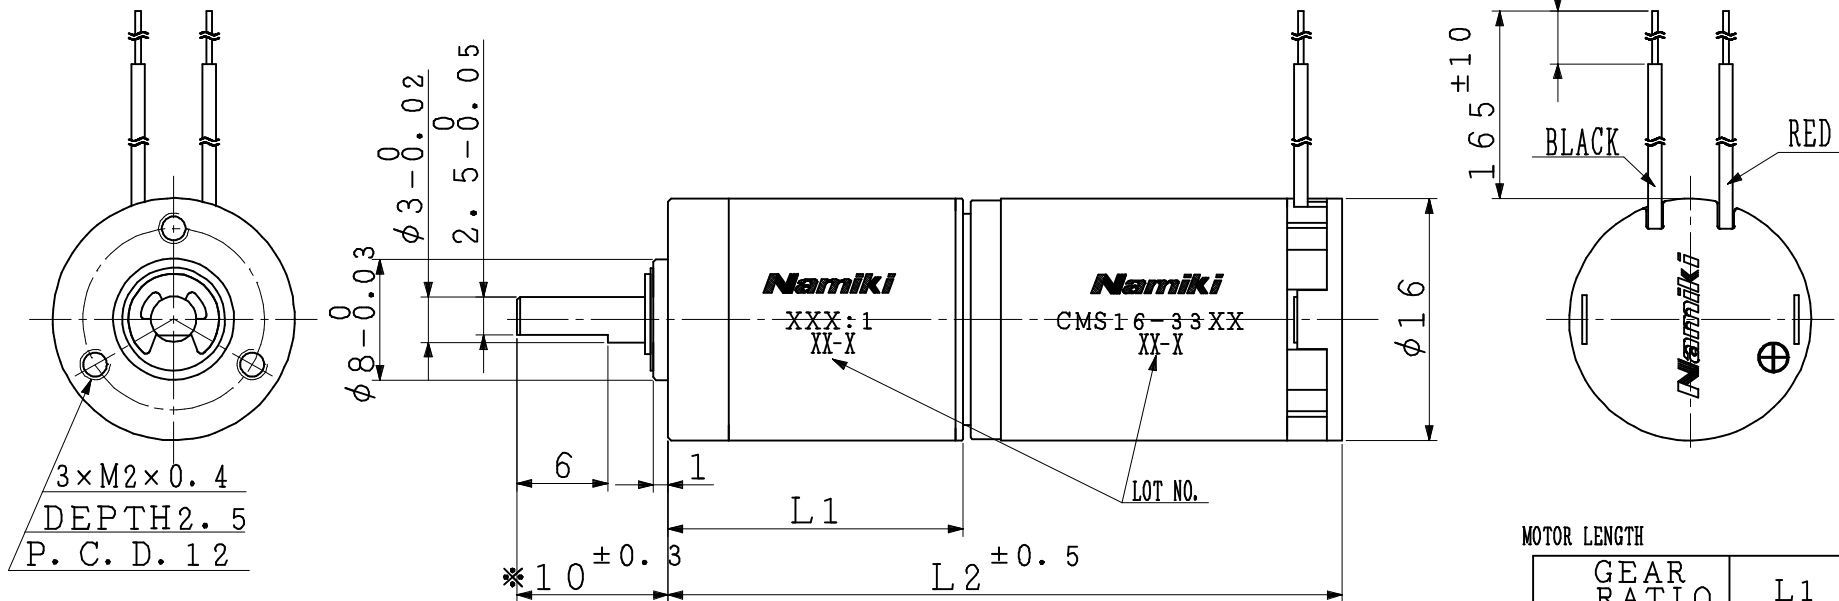 3×M2×0.4
DEPTH2.5
P.C.D.12
φ8-0.03
0
φ3-0.02
0
2.5-0.05
0
Namiki
XXX:1
XX-X
Namiki
CMS16-33XX
XX-X
LOT NO.
6
1
L1
※10±0.3
L2±0.5
φ16
165±10
BLACK
RED
Namiki
MOTOR LENGTH
GEAR
RATIO
L1